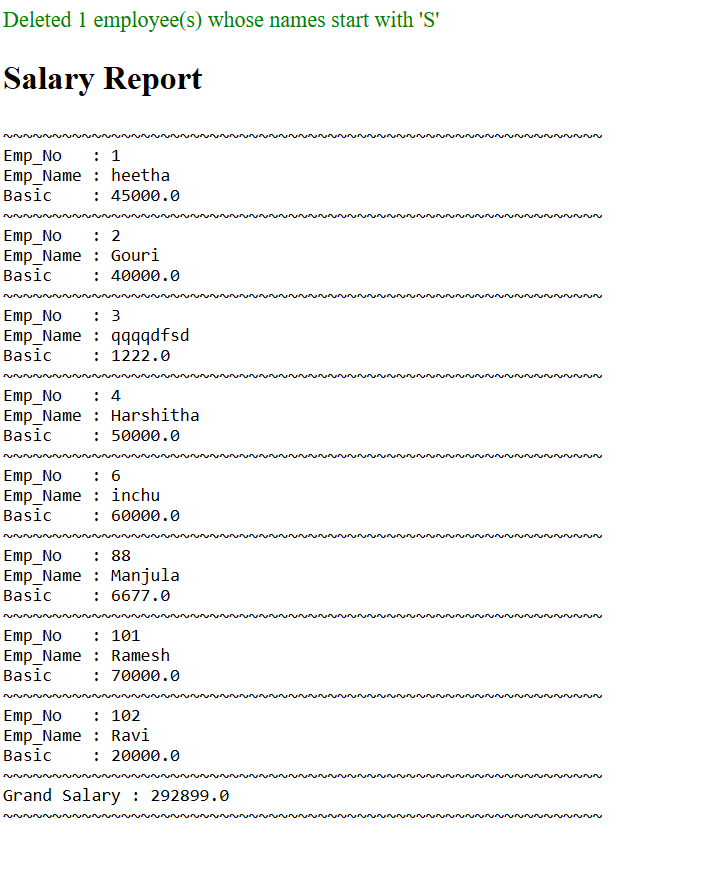 Deleted 1 employee(s) whose names start with 'S'
Salary Report
~~~~~~~~~~~~~~~~~~~~~~~~~~~~~~~~~~~~~~~~~~~~~~~~~~~~~~~~~~~~~
Emp_No   : 1
Emp_Name : heetha
Basic    : 45000.0
~~~~~~~~~~~~~~~~~~~~~~~~~~~~~~~~~~~~~~~~~~~~~~~~~~~~~~~~~~~~~
Emp_No   : 2
Emp_Name : Gouri
Basic    : 40000.0
~~~~~~~~~~~~~~~~~~~~~~~~~~~~~~~~~~~~~~~~~~~~~~~~~~~~~~~~~~~~~
Emp_No   : 3
Emp_Name : qqqqdfsd
Basic    : 1222.0
~~~~~~~~~~~~~~~~~~~~~~~~~~~~~~~~~~~~~~~~~~~~~~~~~~~~~~~~~~~~~
Emp_No   : 4
Emp_Name : Harshitha
Basic    : 50000.0
~~~~~~~~~~~~~~~~~~~~~~~~~~~~~~~~~~~~~~~~~~~~~~~~~~~~~~~~~~~~~
Emp_No   : 6
Emp_Name : inchu
Basic    : 60000.0
~~~~~~~~~~~~~~~~~~~~~~~~~~~~~~~~~~~~~~~~~~~~~~~~~~~~~~~~~~~~~
Emp_No   : 88
Emp_Name : Manjula
Basic    : 6677.0
~~~~~~~~~~~~~~~~~~~~~~~~~~~~~~~~~~~~~~~~~~~~~~~~~~~~~~~~~~~~~
Emp_No   : 101
Emp_Name : Ramesh
Basic    : 70000.0
~~~~~~~~~~~~~~~~~~~~~~~~~~~~~~~~~~~~~~~~~~~~~~~~~~~~~~~~~~~~~
Emp_No   : 102
Emp_Name : Ravi
Basic    : 20000.0
~~~~~~~~~~~~~~~~~~~~~~~~~~~~~~~~~~~~~~~~~~~~~~~~~~~~~~~~~~~~~
Grand Salary : 292899.0
~~~~~~~~~~~~~~~~~~~~~~~~~~~~~~~~~~~~~~~~~~~~~~~~~~~~~~~~~~~~~